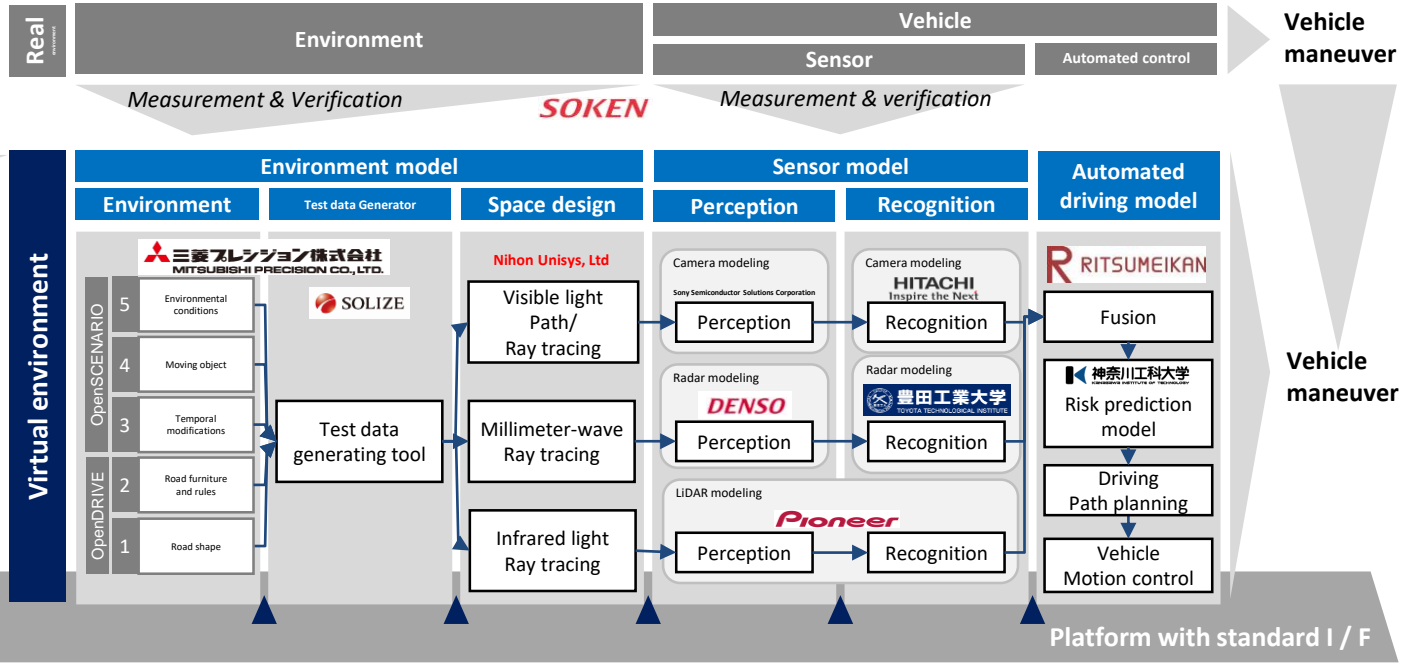 Real
environment
Environment
Vehicle
Sensor
Automated control
Vehicle
maneuver
Measurement & Verification
SOKEN
Measurement & verification
Virtual environment
Environment model
Sensor model
Automated
driving model
Environment
Test data Generator
Space design
Perception
Recognition
三菱プレシジョン株式会社
MITSUBISHI PRECISION CO., LTD.
SOLIZE
OpenSCENARIO
5
Environmental
conditions
4
Moving object
3
Temporal
modifications
OpenDRIVE
2
Road furniture
and rules
1
Road shape
Test data
generating tool
Nihon Unisys, Ltd
Visible light
Path/
Ray tracing
Millimeter-wave
Ray tracing
Infrared light
Ray tracing
Camera modeling
Sony Semiconductor Solutions Corporation
Perception
Camera modeling
HITACHI
Inspire the Next
Recognition
Radar modeling
DENSO
Perception
Radar modeling
豊田工業大学
TOYOTA TECHNOLOGICAL INSTITUTE
Recognition
LiDAR modeling
Pioneer
Perception
Recognition
R RITSUMEIKAN
Fusion
神奈川工科大学
KANAGAWA INSTITUTE OF TECHNOLOGY
Risk prediction
model
Driving
Path planning
Vehicle
Motion control
Vehicle
maneuver
Platform with standard I / F